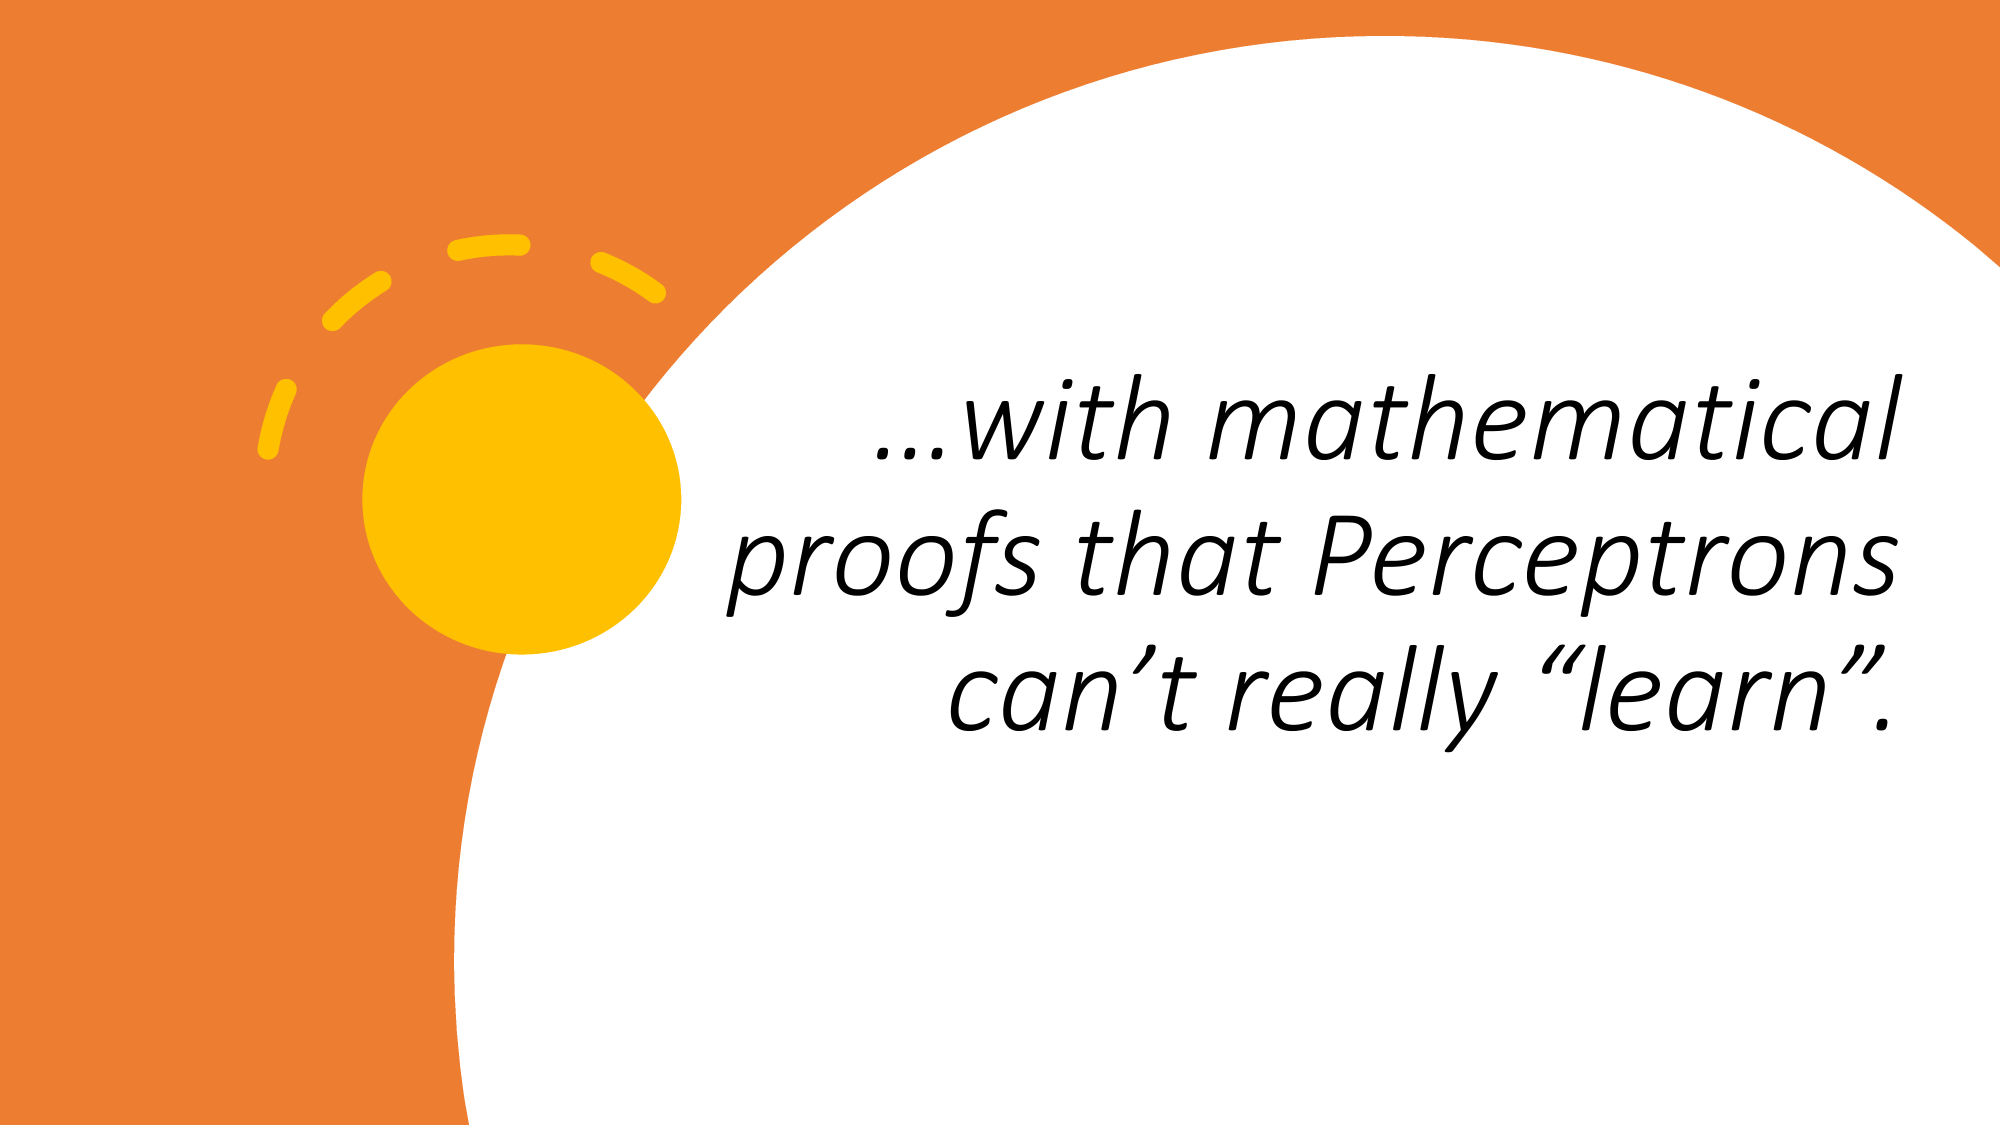 …with mathematical
proofs that Perceptrons
can’t really “learn”.